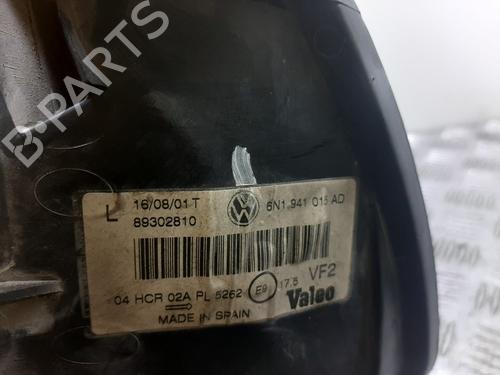 B-PARTS
L 16/08/01 T 6N1.941 015 AD
89302810
04 HCR 02A PL 5262 E9 17.5 VF2
MADE IN SPAIN Valeo